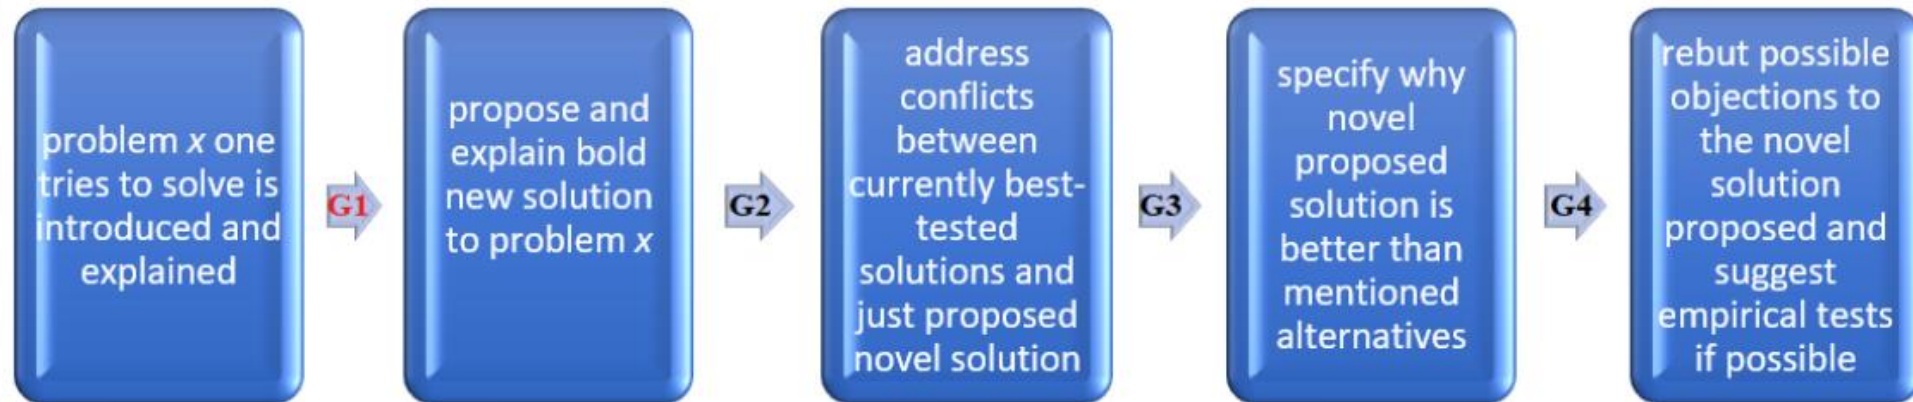 problem x one
tries to solve is
introduced and
explained
G1
propose and
explain bold
new solution
to problem x
G2
address
conflicts
between
currently best-
tested
solutions and
just proposed
novel solution
G3
specify why
novel
proposed
solution is
better than
mentioned
alternatives
G4
rebut possible
objections to
the novel
solution
proposed and
suggest
empirical tests
if possible